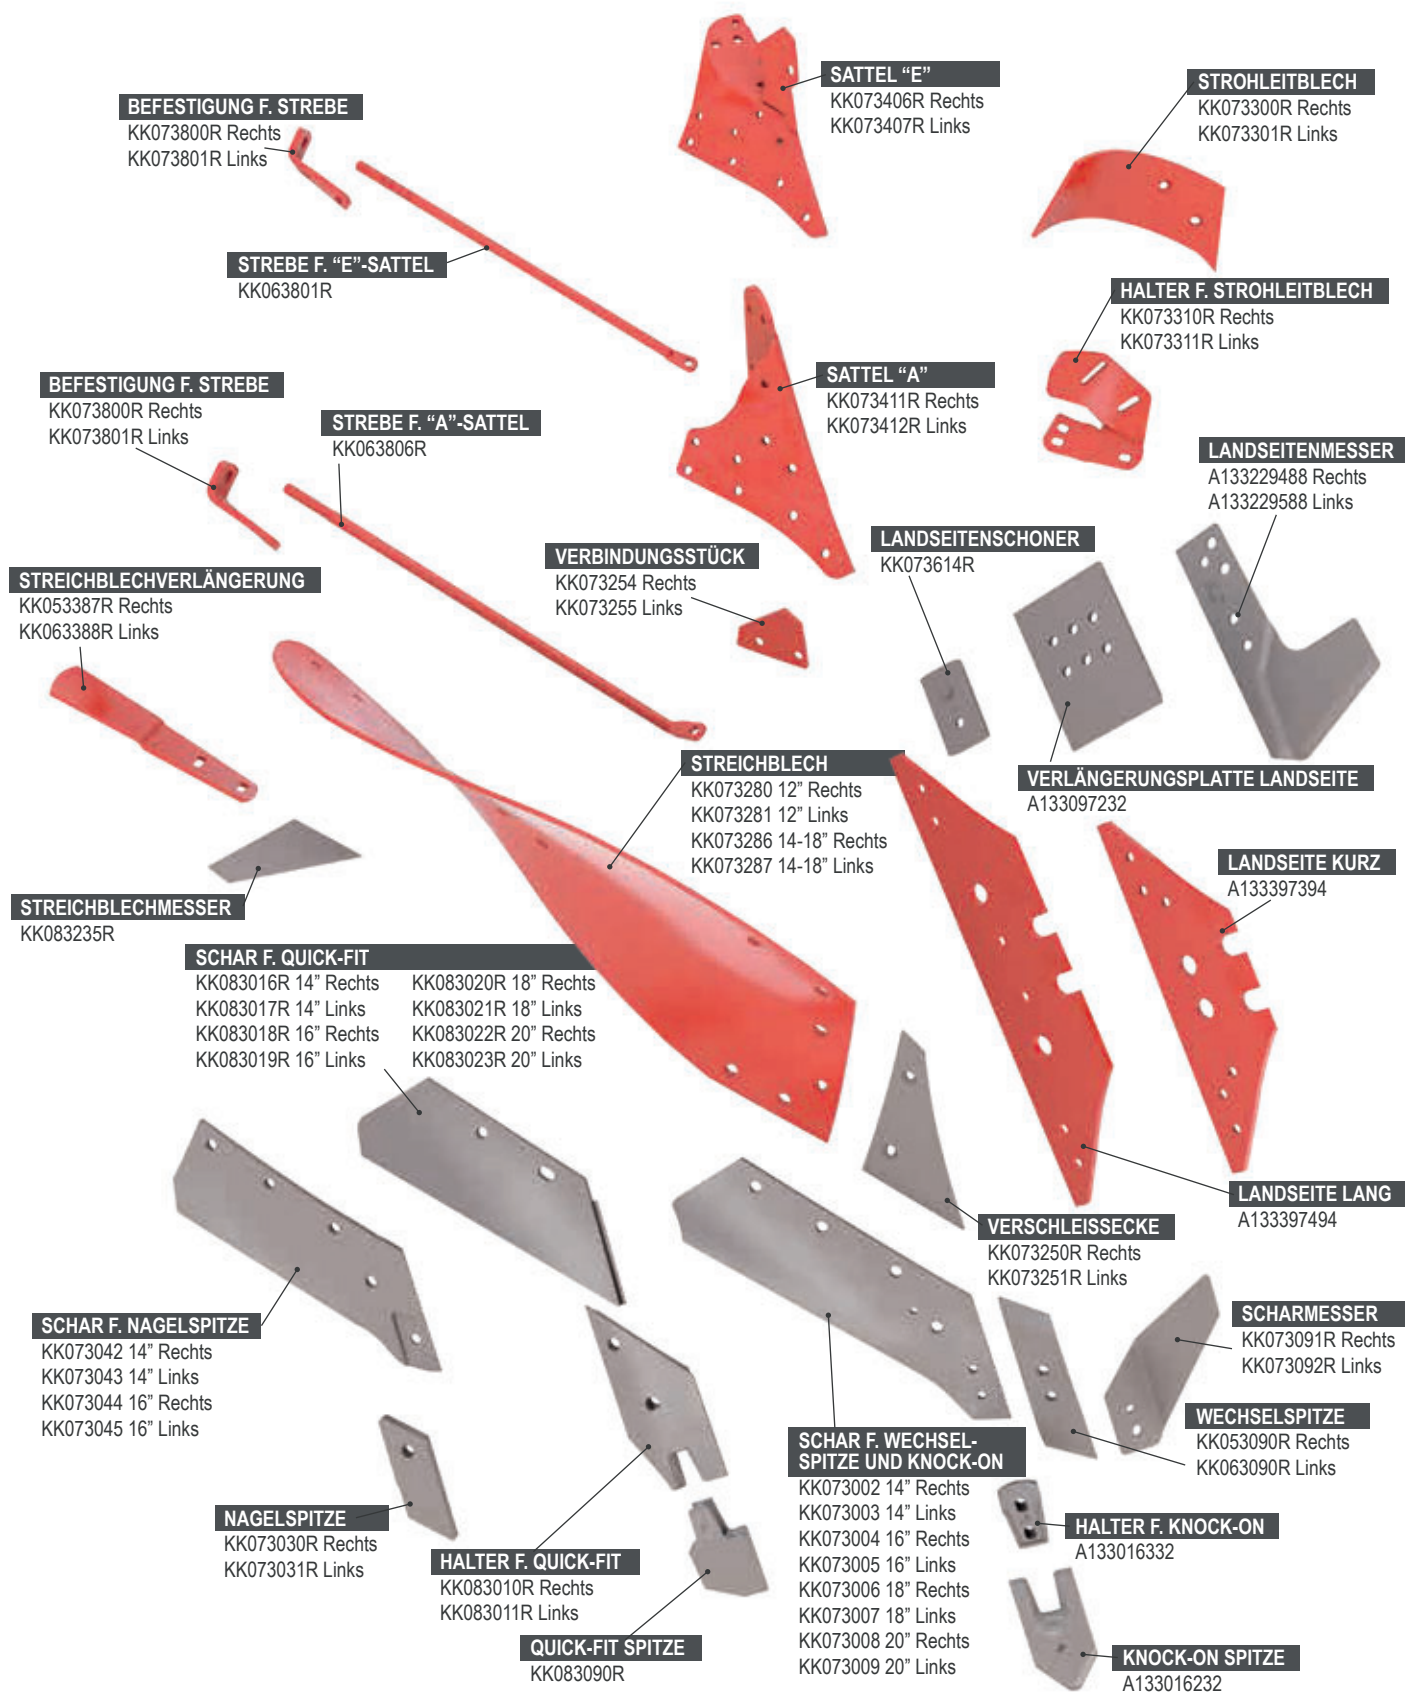 SATTEL “E”
KK073406R Rechts
KK073407R Links
STROHLEITBLECH
KK073300R Rechts
KK073301R Links
BEFESTIGUNG F. STREBE
KK073800R Rechts
KK073801R Links
STREBE F. “E”-SATTEL
KK063801R
HALTER F. STROHLEITBLECH
KK073310R Rechts
KK073311R Links
BEFESTIGUNG F. STREBE
KK073800R Rechts
KK073801R Links
STREBE F. “A”-SATTEL
KK063806R
SATTEL “A”
KK073411R Rechts
KK073412R Links
LANDSEITENMESSER
A133229488 Rechts
A133229588 Links
LANDSEITENSCHONER
KK073614R
VERBINDUNGSSTÜCK
KK073254 Rechts
KK073255 Links
STREICHBLECHVERLÄNGERUNG
KK053387R Rechts
KK063388R Links
STREICHBLECH
KK073280 12” Rechts
KK073281 12” Links
KK073286 14-18” Rechts
KK073287 14-18” Links
VERLÄNGERUNGSPLATTE LANDSEITE
A133097232
LANDSEITE KURZ
A133397394
STREICHBLECHMESSER
KK083235R
SCHAR F. QUICK-FIT
KK083016R 14” Rechts
KK083017R 14” Links
KK083018R 16” Rechts
KK083019R 16” Links
KK083020R 18” Rechts
KK083021R 18” Links
KK083022R 20” Rechts
KK083023R 20” Links
LANDSEITE LANG
A133397494
VERSCHLEISSECKE
KK073250R Rechts
KK073251R Links
SCHAR F. NAGELSPITZE
KK073042 14” Rechts
KK073043 14” Links
KK073044 16” Rechts
KK073045 16” Links
SCHARMESSER
KK073091R Rechts
KK073092R Links
WECHSELSPITZE
KK053090R Rechts
KK063090R Links
SCHAR F. WECHSEL-
SPITZE UND KNOCK-ON
KK073002 14” Rechts
KK073003 14” Links
KK073004 16” Rechts
KK073005 16” Links
KK073006 18” Rechts
KK073007 18” Links
KK073008 20” Rechts
KK073009 20” Links
NAGELSPITZE
KK073030R Rechts
KK073031R Links
HALTER F. QUICK-FIT
KK083010R Rechts
KK083011R Links
HALTER F. KNOCK-ON
A133016332
QUICK-FIT SPITZE
KK083090R
KNOCK-ON SPITZE
A133016232